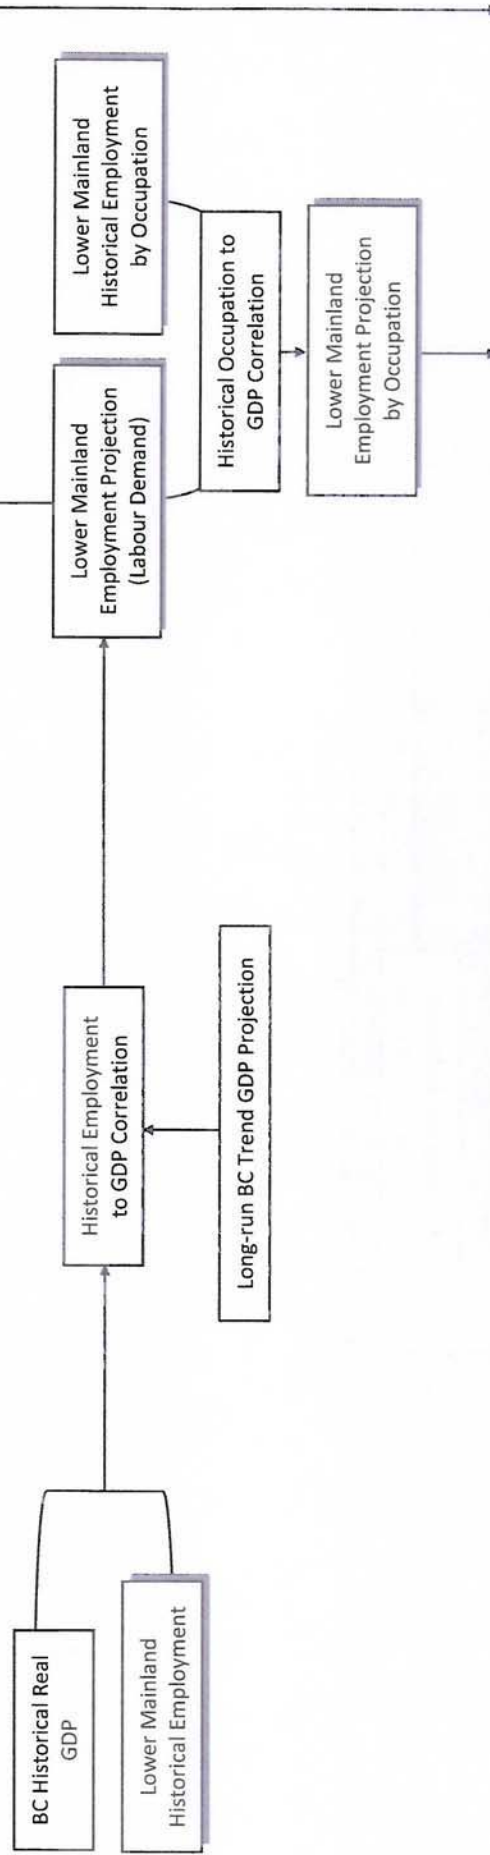 BC Historical Real
GDP
Lower Mainland
Historical Employment
Historical Employment
to GDP Correlation
Long-run BC Trend GDP Projection
Lower Mainland
Employment Projection
(Labour Demand)
Lower Mainland
Historical Employment
by Occupation
Historical Occupation to
GDP Correlation
Lower Mainland
Employment Projection
by Occupation